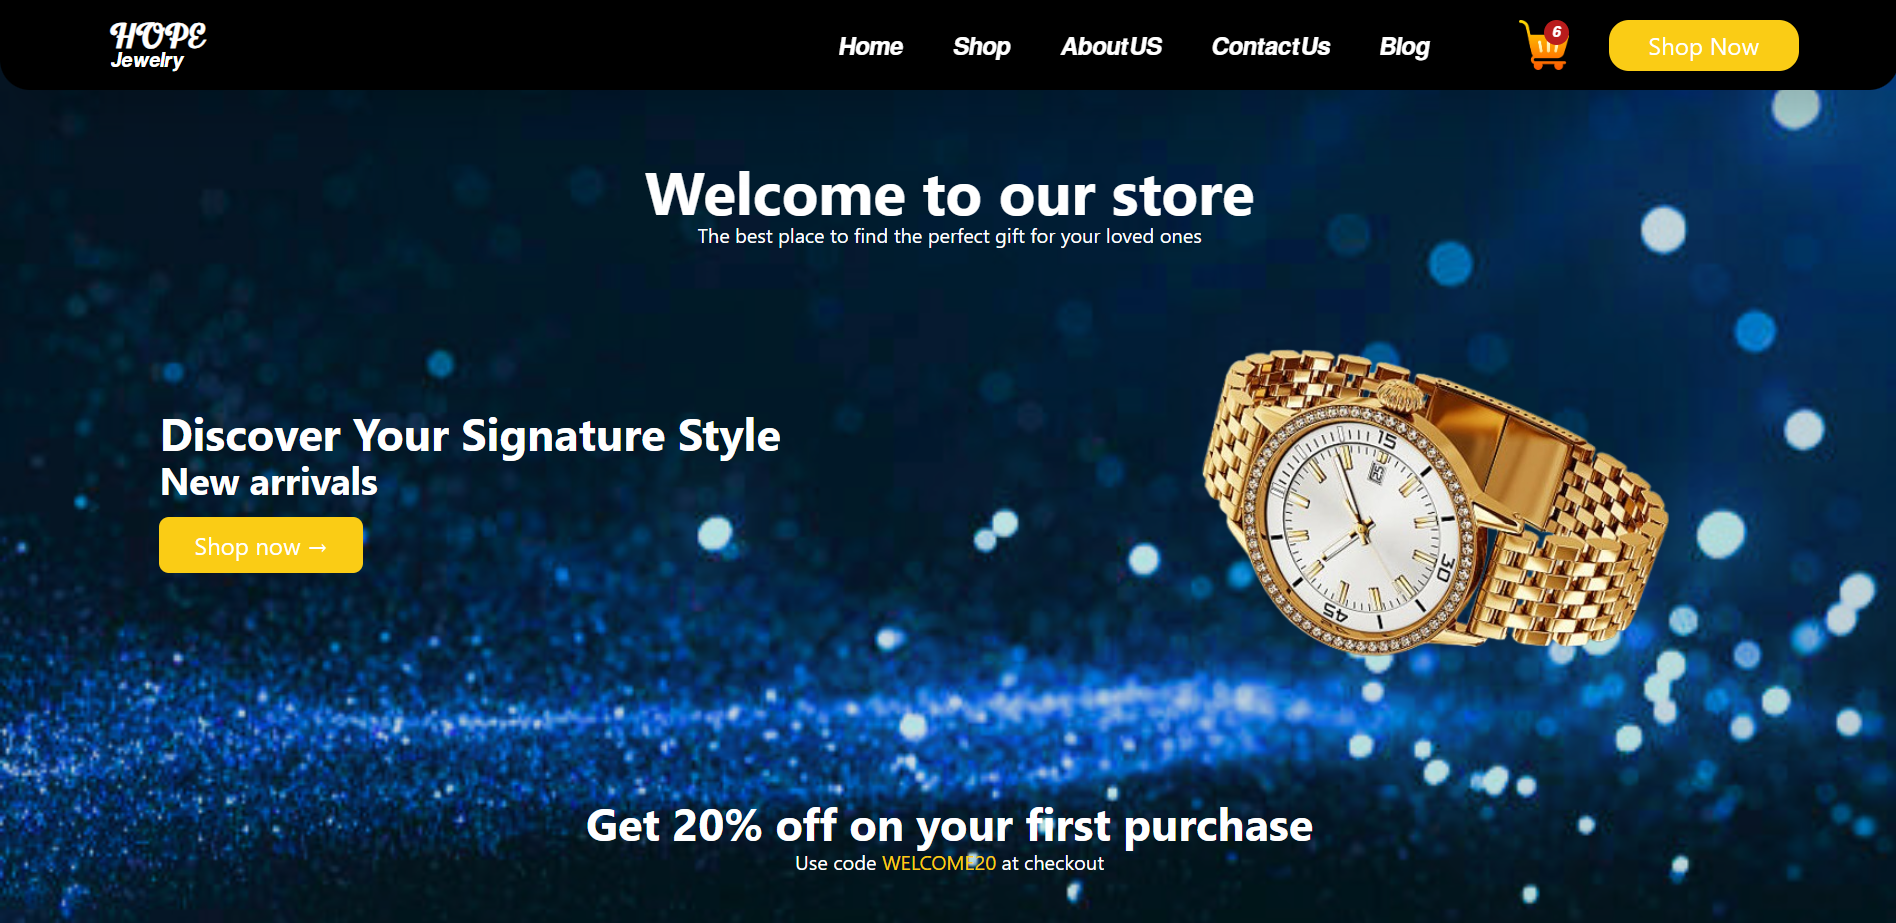 HOPE
Jewelry
Home Shop AboutUS ContactUs Blog
6
Shop Now
Welcome to our store
The best place to find the perfect gift for your loved ones
Discover Your Signature Style
New arrivals
Shop now →
15
25
30
45
Get 20% off on your first purchase
Use code WELCOME20 at checkout